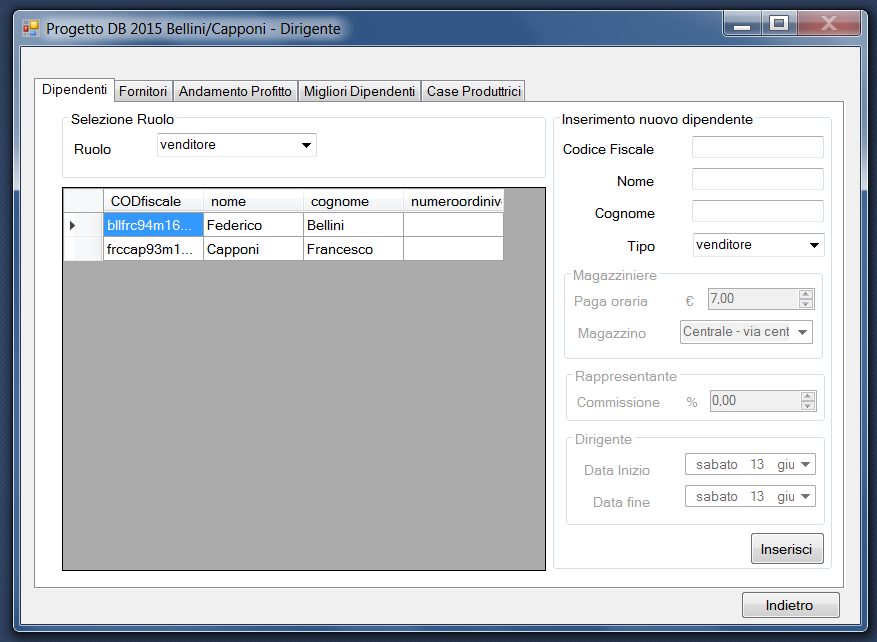 Progetto DB 2015 Bellini/Capponi - Dirigente
Dipendenti Fornitori Andamento Profitto Migliori Dipendenti Case Produttrici
Selezione Ruolo
Ruolo venditore
CODfiscale nome cognome numeroordiniv
bllfrc94m16... Federico Bellini
frccap93m1... Capponi Francesco
Inserimento nuovo dipendente
Codice Fiscale
Nome
Cognome
Tipo venditore
Magazziniere
Paga oraria € 7,00
Magazzino Centrale - via cent
Rappresentante
Commissione % 0,00
Dirigente
Data Inizio sabato 13 giu
Data fine sabato 13 giu
Inserisci
Indietro